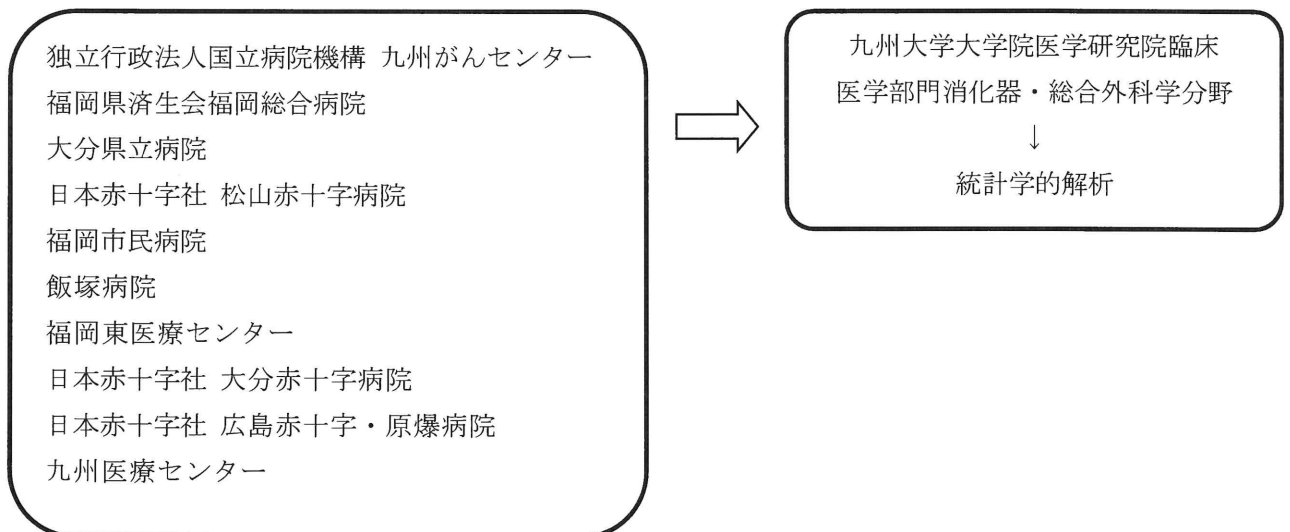 独立行政法人国立病院機構 九州がんセンター
福岡県済生会福岡総合病院
大分県立病院
日本赤十字社 松山赤十字病院
福岡市民病院
飯塚病院
福岡東医療センター
日本赤十字社 大分赤十字病院
日本赤十字社 広島赤十字・原爆病院
九州医療センター
九州大学大学院医学研究院臨床
医学部門消化器・総合外科学分野
↓
統計学的解析